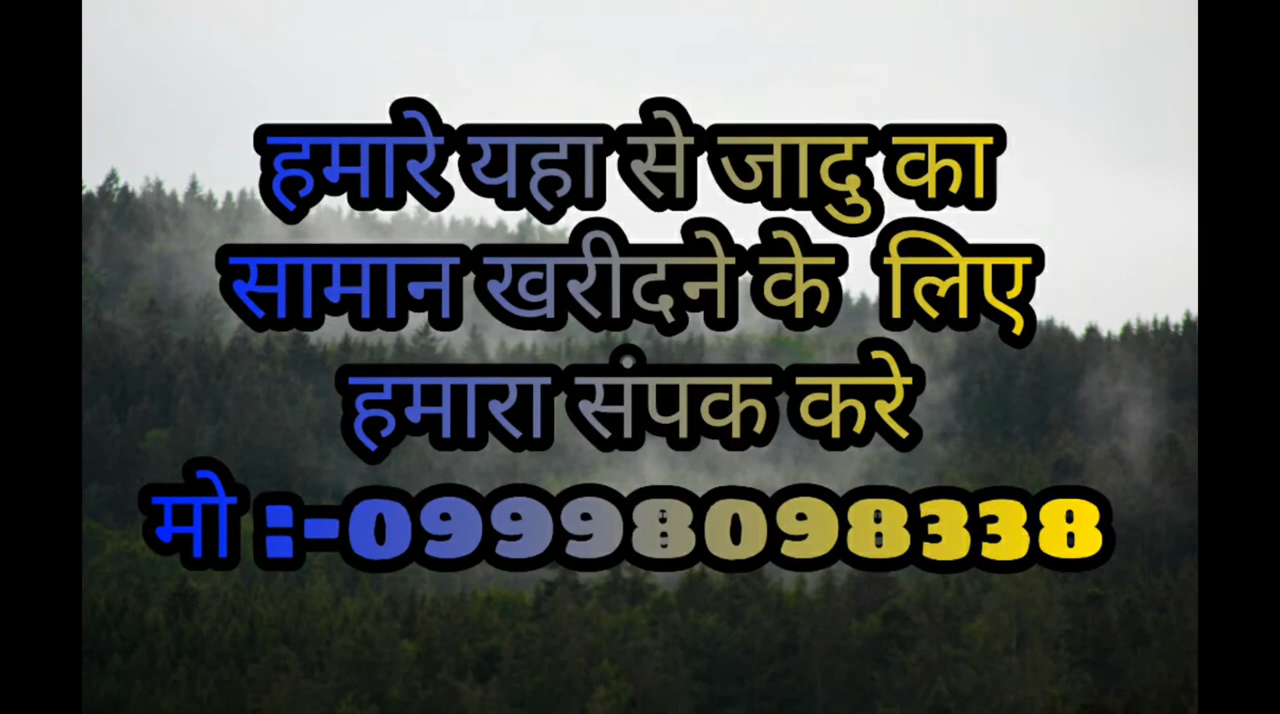 हमारे यहा से जादु का
सामान खरीदने के लिए
हमारा संपक करे
मो :-09998098338